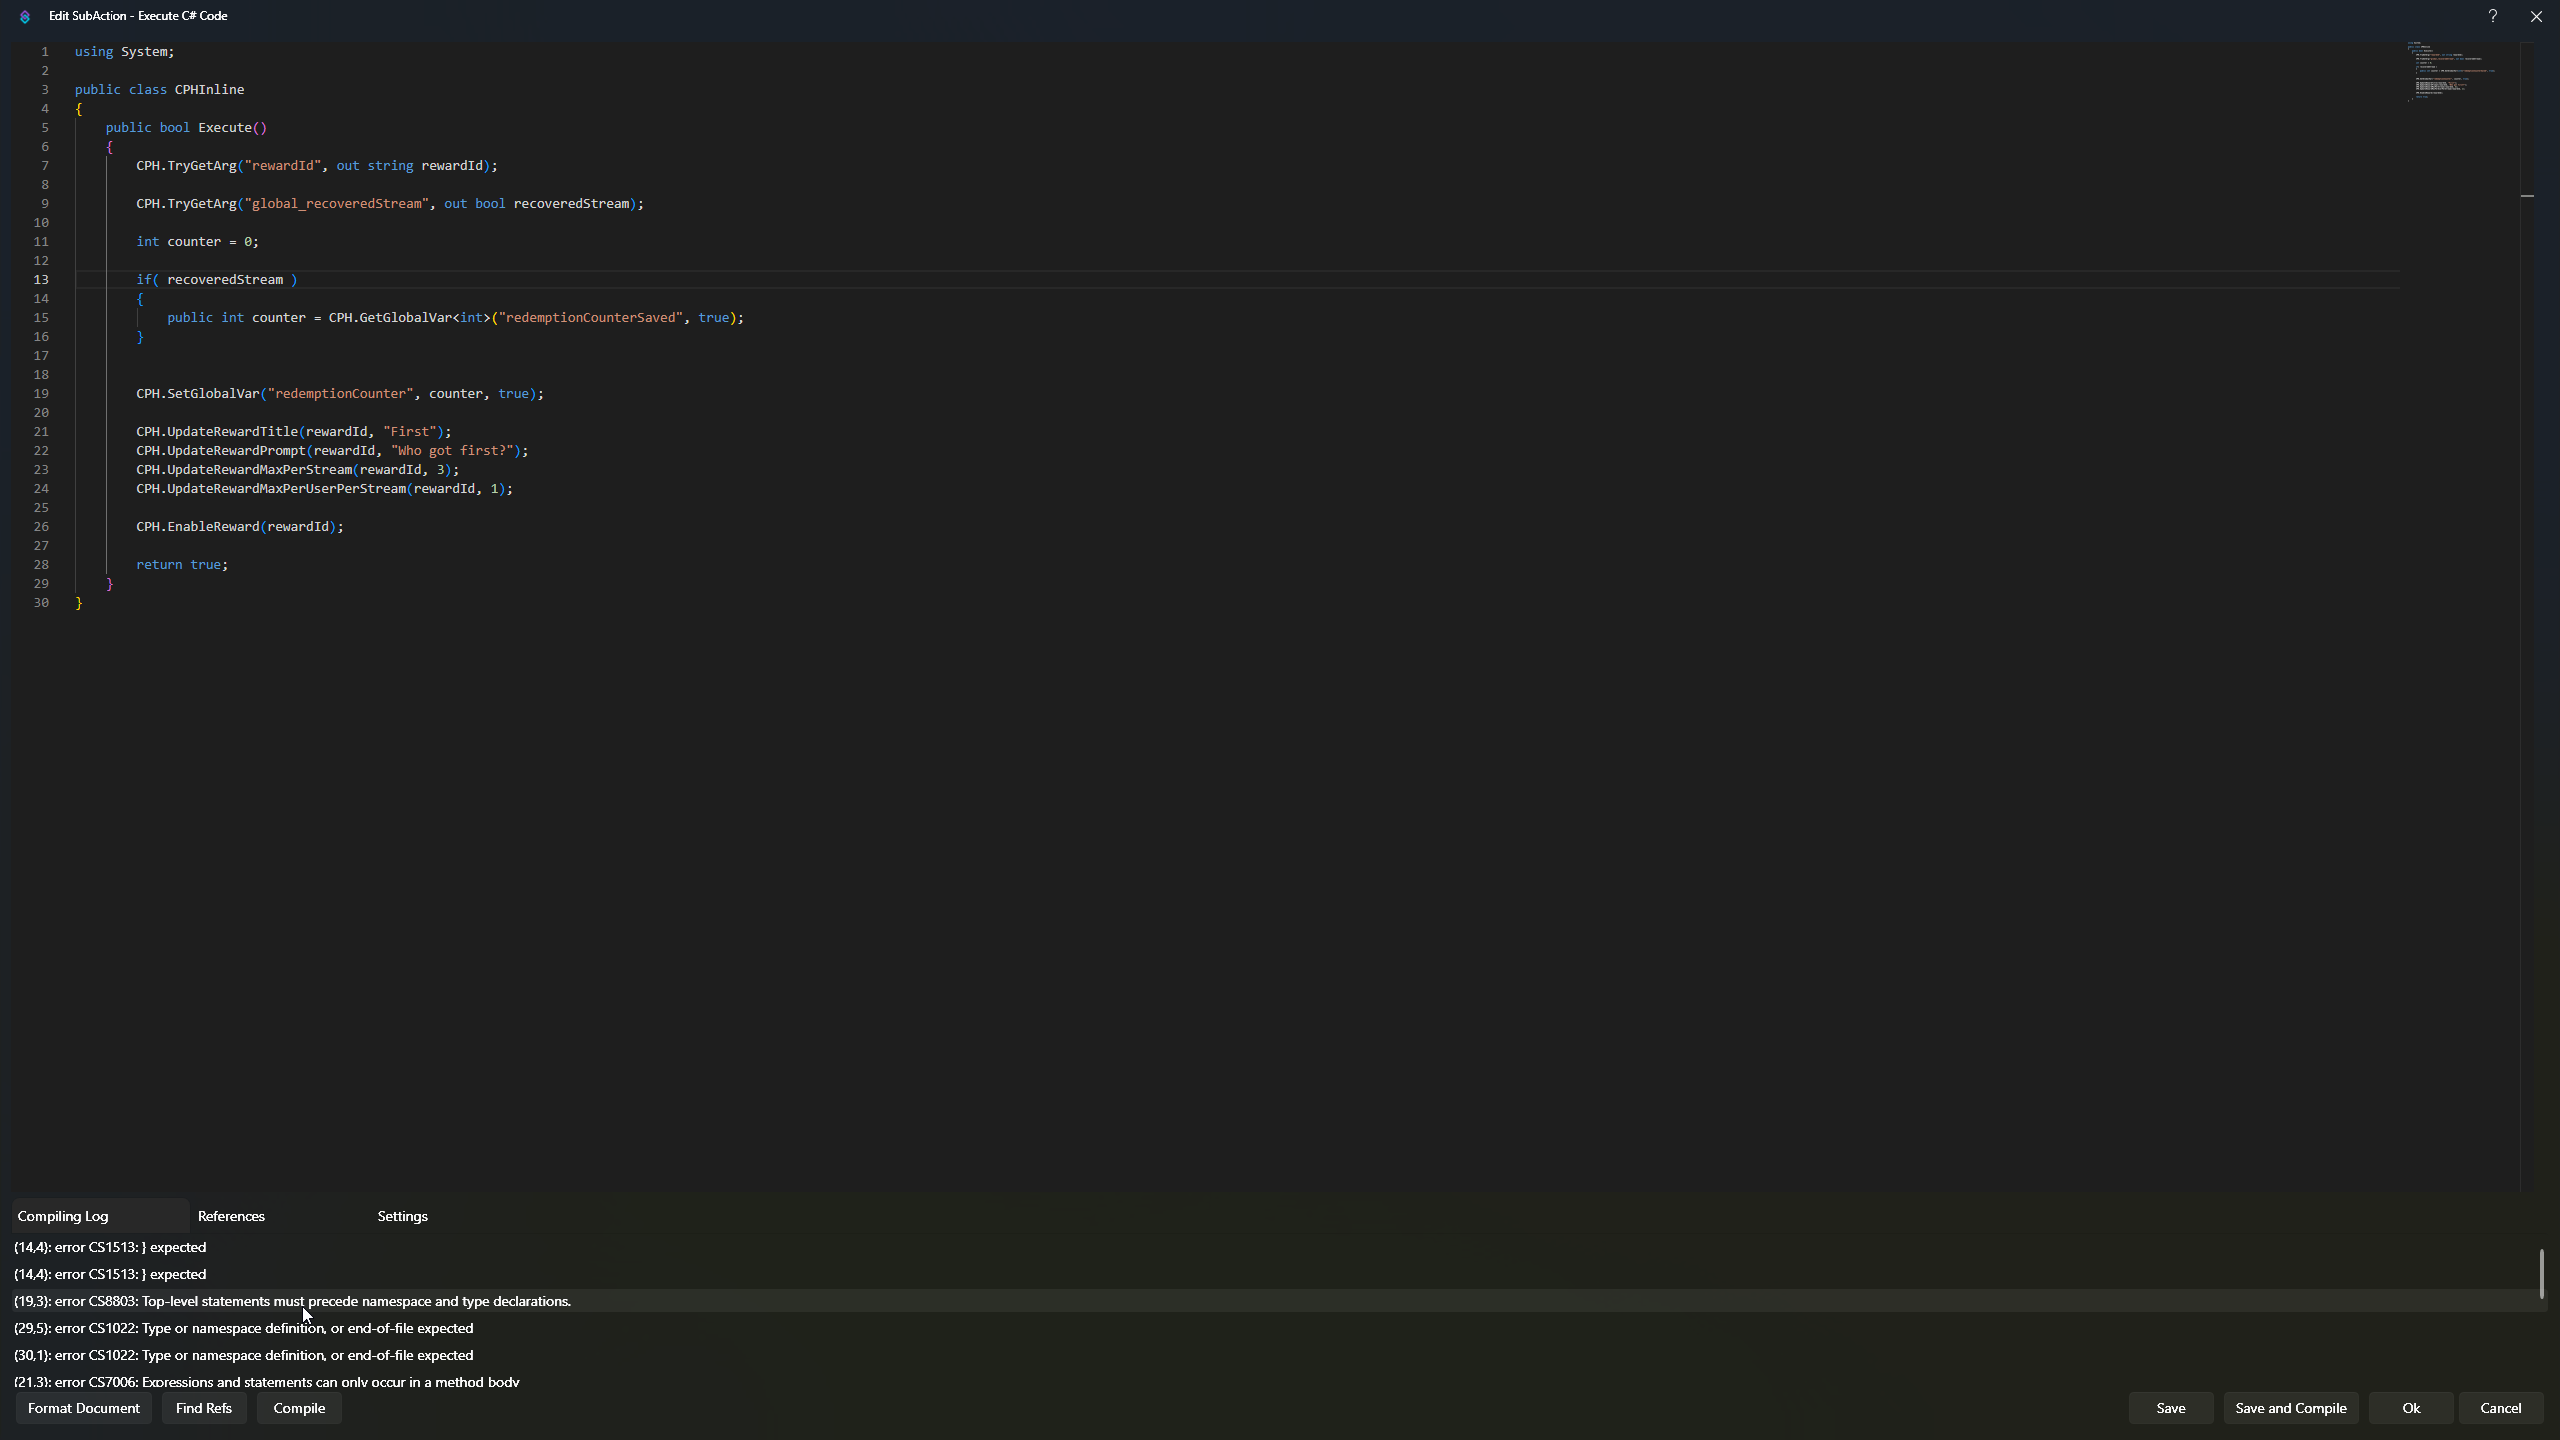 Edit SubAction - Execute C# Code
?
1 using System;
2
3 public class CPHInline
4 {
5 public bool Execute()
6 {
7 CPH.TryGetArg("rewardId", out string rewardId);
8
9 CPH.TryGetArg("global_recoveredStream", out bool recoveredStream);
10
11 int counter = 0;
12
13 if( recoveredStream )
14 {
15 public int counter = CPH.GetGlobalVar<int>("redemptionCounterSaved", true);
16 }
17
18
19 CPH.SetGlobalVar("redemptionCounter", counter, true);
20
21 CPH.UpdateRewardTitle(rewardId, "First");
22 CPH.UpdateRewardPrompt(rewardId, "Who got first?");
23 CPH.UpdateRewardMaxPerStream(rewardId, 3);
24 CPH.UpdateRewardMaxPerUserPerStream(rewardId, 1);
25
26 CPH.EnableReward(rewardId);
27
28 return true;
29 }
30 }
Compiling Log References Settings
(14,4): error CS1513: } expected
(14,4): error CS1513: } expected
(19,3): error CS8803: Top-level statements must precede namespace and type declarations.
(29,5): error CS1022: Type or namespace definition, or end-of-file expected
(30,1): error CS1022: Type or namespace definition, or end-of-file expected
(21,3): error CS7006: Expressions and statements can only occur in a method body
Format Document Find Refs Compile Save Save and Compile Ok Cancel